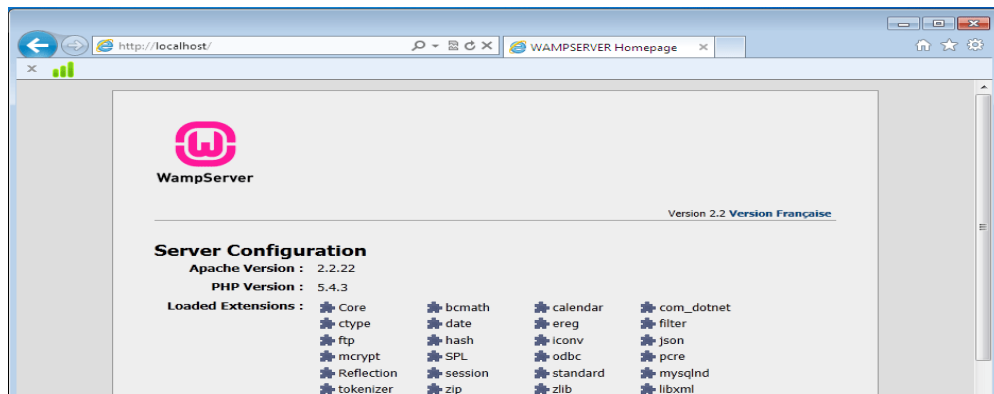 http://localhost/
WAMPSERVER Homepage
WampServer
Version 2.2 Version Française
Server Configuration
Apache Version : 2.2.22
PHP Version : 5.4.3
Loaded Extensions : Core bcmath calendar com_dotnet
ctype date ereg filter
ftp hash iconv json
mcrypt SPL odbc pcre
Reflection session standard mysqlnd
tokenizer zip zlib libxml